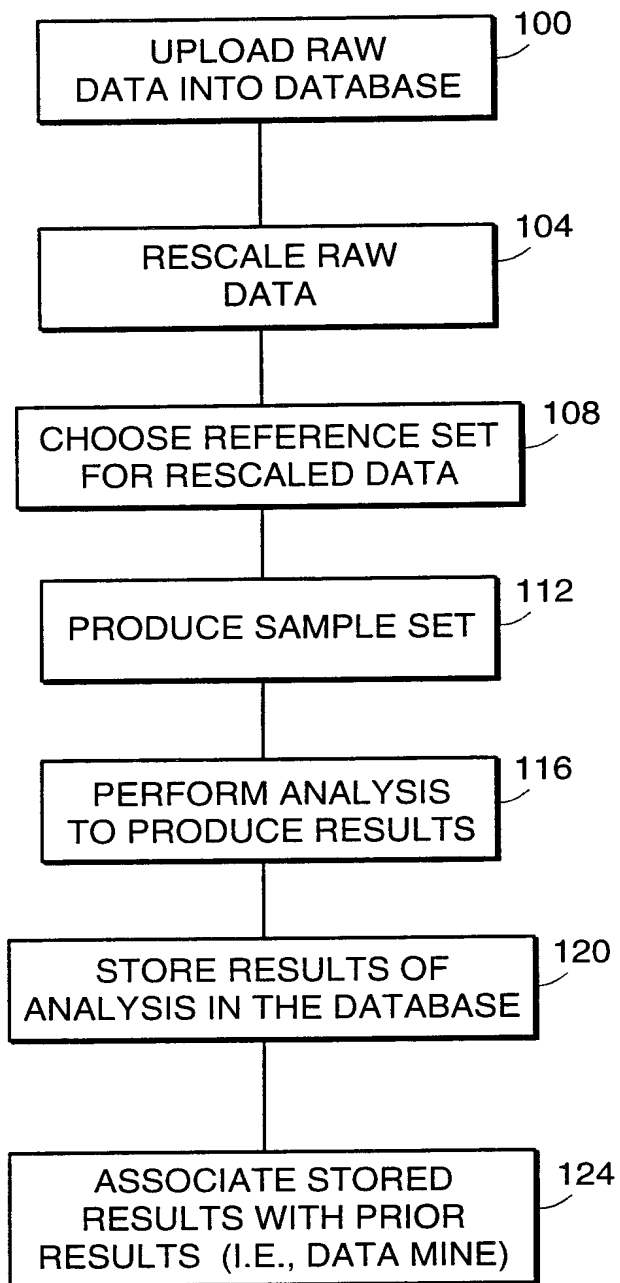 100
UPLOAD RAW
DATA INTO DATABASE
104
RESCALE RAW
DATA
108
CHOOSE REFERENCE SET
FOR RESCALED DATA
112
PRODUCE SAMPLE SET
116
PERFORM ANALYSIS
TO PRODUCE RESULTS
120
STORE RESULTS OF
ANALYSIS IN THE DATABASE
124
ASSOCIATE STORED
RESULTS WITH PRIOR
RESULTS (I.E., DATA MINE)